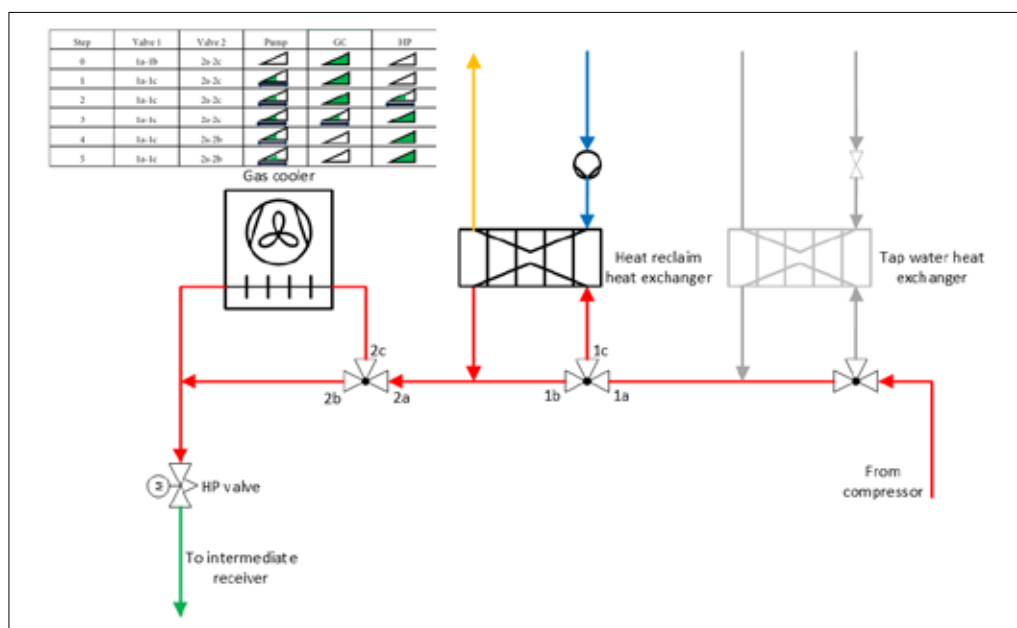 Step Valve 1 Valve 2 Pump GC HP
0 1a-1b 2a-2c
1 1a-1c 2a-2c
2 1a-1c 2a-2c
3 1a-1c 2a-2c
4 1a-1c 2a-2b
5 1a-1c 2a-2b
Gas cooler
Heat reclaim
heat exchanger
Tap water heat
exchanger
2c
1c
2b
2a
1b
1a
HP valve
From
compressor
To intermediate
receiver